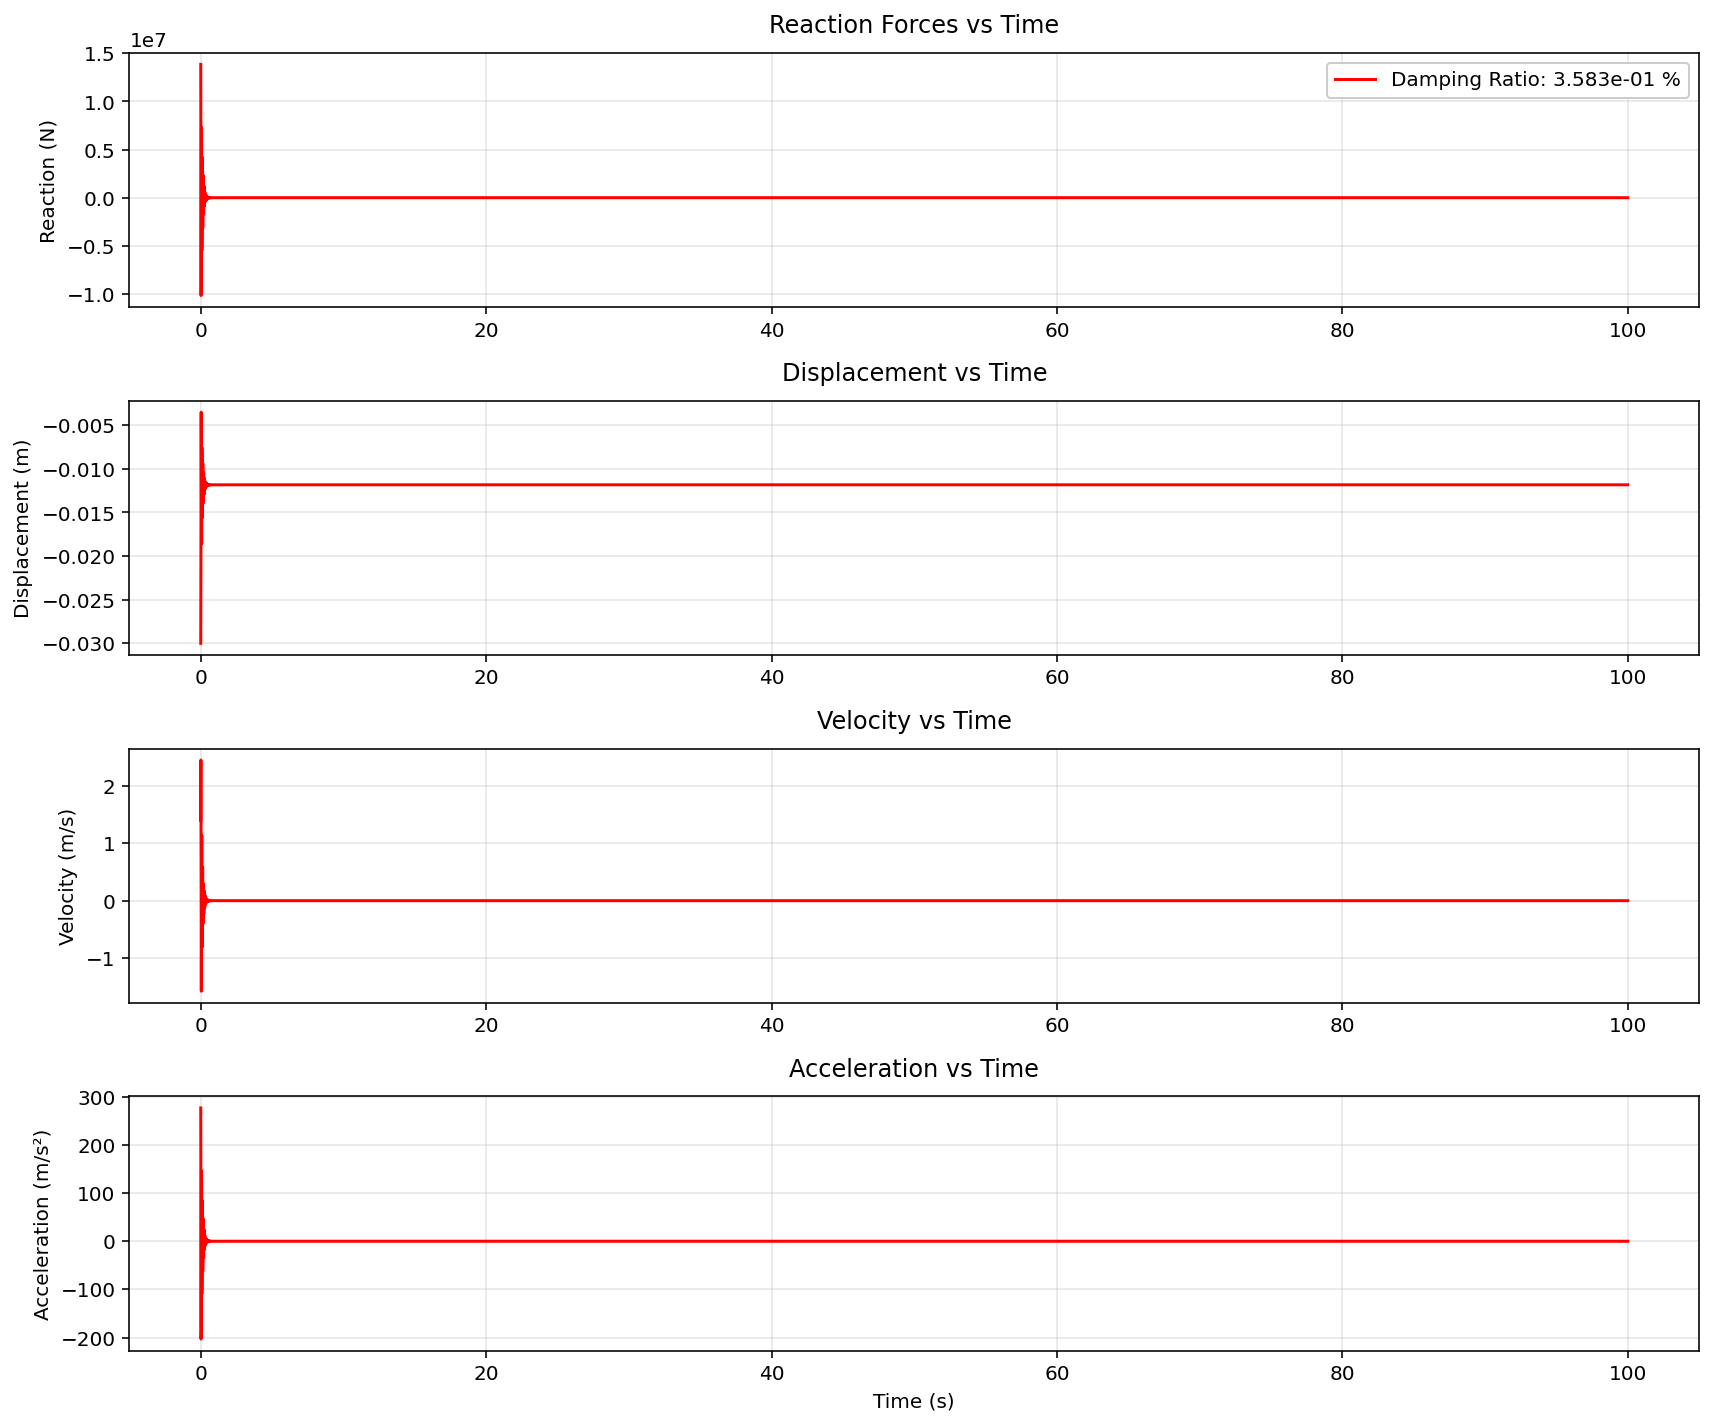 Reaction Forces vs Time
1e7
Damping Ratio: 3.583e-01 %
Reaction (N)
1.5
1.0
0.5
0.0
−0.5
−1.0
0 20 40 60 80 100
Displacement vs Time
Displacement (m)
−0.005
−0.010
−0.015
−0.020
−0.025
−0.030
0 20 40 60 80 100
Velocity vs Time
Velocity (m/s)
2
1
0
−1
0 20 40 60 80 100
Acceleration vs Time
Acceleration (m/s²)
300
200
100
0
−100
−200
0 20 40 60 80 100
Time (s)